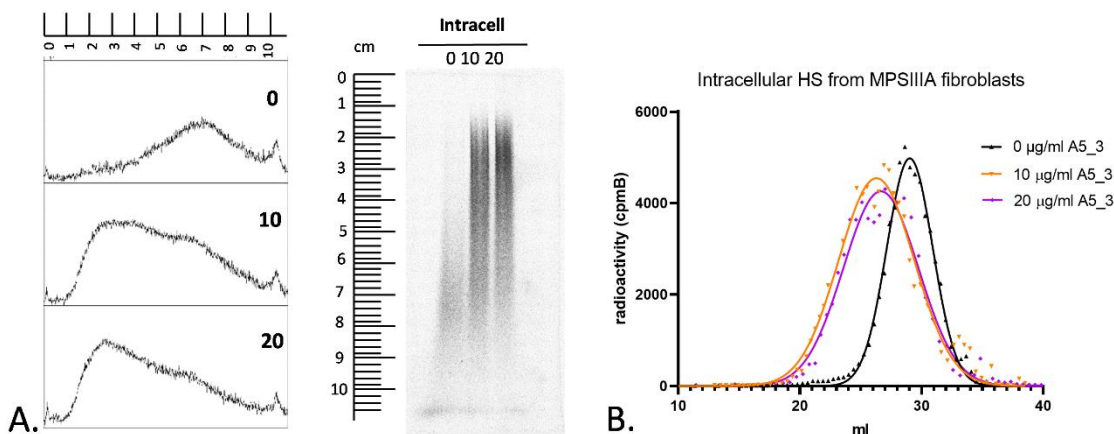 0 1 2 3 4 5 6 7 8 9 10
0
10
20
A.
Intracell
cm 0 10 20
0
1
2
3
4
5
6
7
8
9
10
Intracellular HS from MPSIIIA fibroblasts
6000
4000
2000
0
radioactivity (cpmB)
10 20 30 40
ml
0 µg/ml A5_3
10 µg/ml A5_3
20 µg/ml A5_3
B.